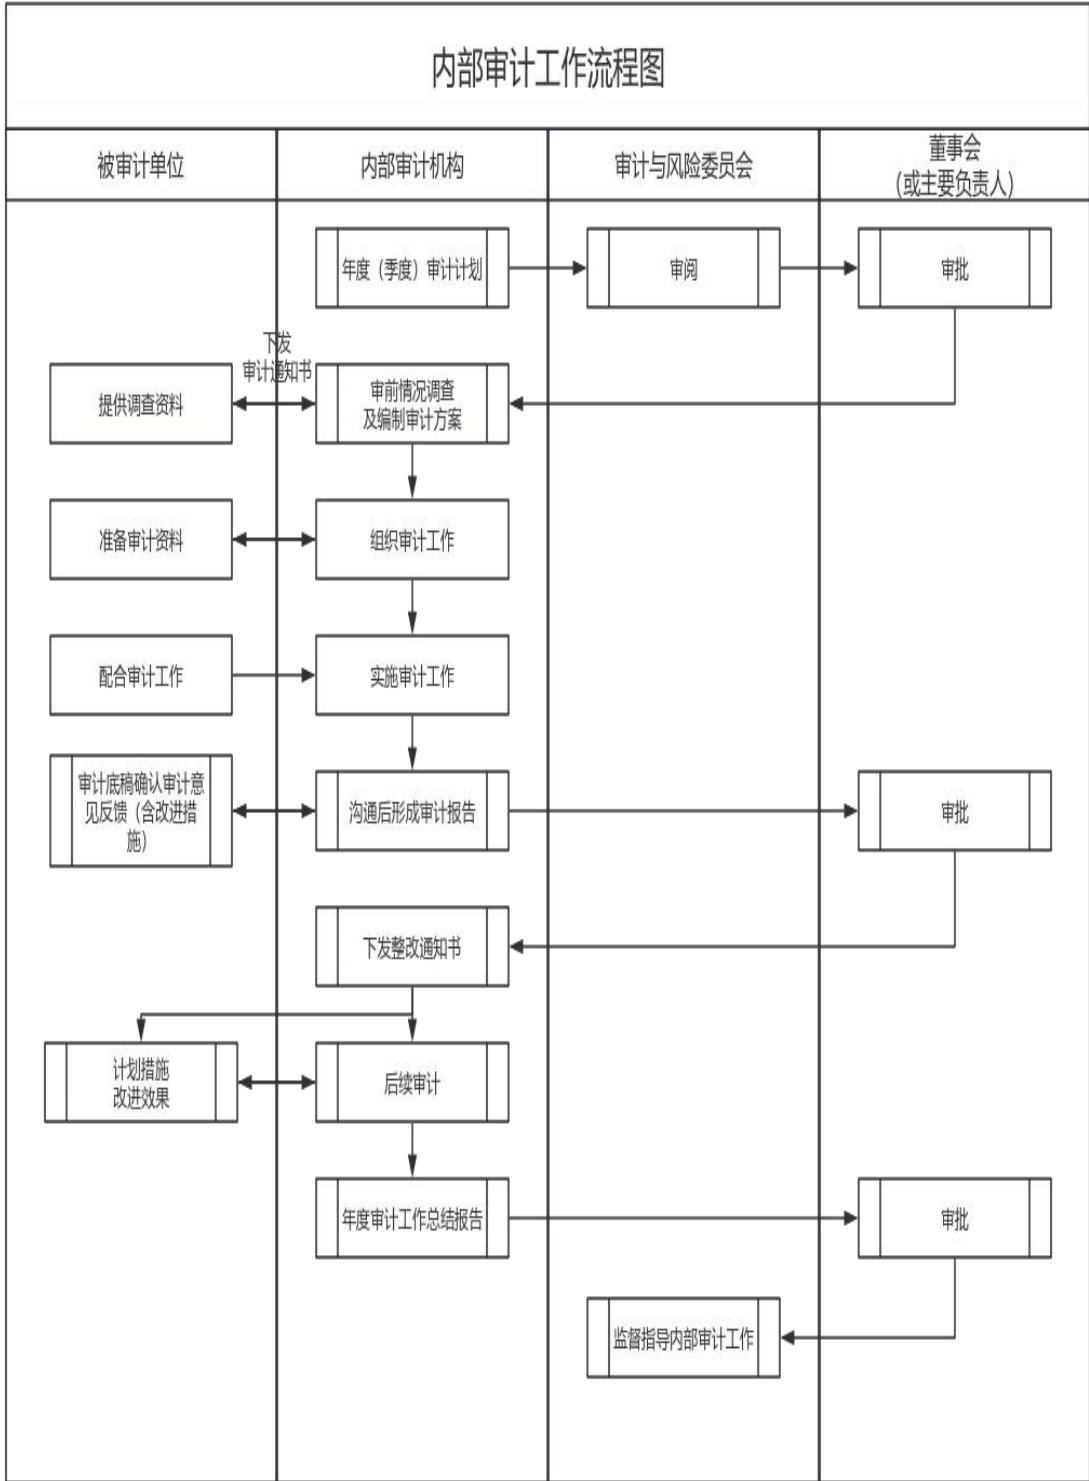 内部审计工作流程图
被审计单位
内部审计机构
审计与风险委员会
董事会
（或主要负责人）
年度（季度）审计计划
审阅
审批
下发
审计通知书
提供调查资料
审前情况调查
及编制审计方案
准备审计资料
组织审计工作
配合审计工作
实施审计工作
审计底稿确认审计意
见反馈（含改进措
施）
沟通后形成审计报告
审批
下发整改通知书
计划措施
改进效果
后续审计
年度审计工作总结报告
审批
监督指导内部审计工作